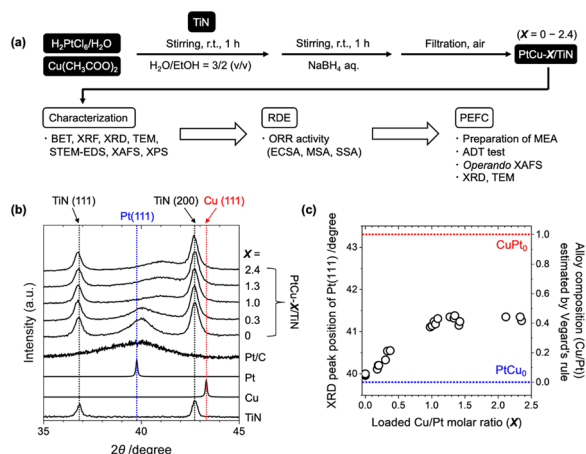 (a)
TiN
H₂PtCl₆/H₂O
Cu(CH₃COO)₂
Stirring, r.t., 1 h
H₂O/EtOH = 3/2 (v/v)
Stirring, r.t., 1 h
NaBH₄ aq.
Filtration, air
(X = 0 – 2.4)
PtCu-X/TiN
Characterization
· BET, XRF, XRD, TEM,
STEM-EDS, XAFS, XPS
RDE
· ORR activity
(ECSA, MSA, SSA)
PEFC
· Preparation of MEA
· ADT test
· Operando XAFS
· XRD, TEM
(b)
TiN (111)
Pt(111)
TiN (200)
Cu (111)
X =
2.4
1.3
1.0
0.3
0
PtCu-X/TiN
Pt/C
Pt
Cu
TiN
Intensity (a.u.)
35 40 45
2θ /degree
(c)
XRD peak position of Pt(111) /degree
43
42
41
40
CuPt₀
PtCu₀
1.0
0.8
0.6
0.4
0.2
0.0
Alloy composition (Cu/Pt))
estimated by Vegard's rule
0.0 0.5 1.0 1.5 2.0 2.5
Loaded Cu/Pt molar ratio (X)